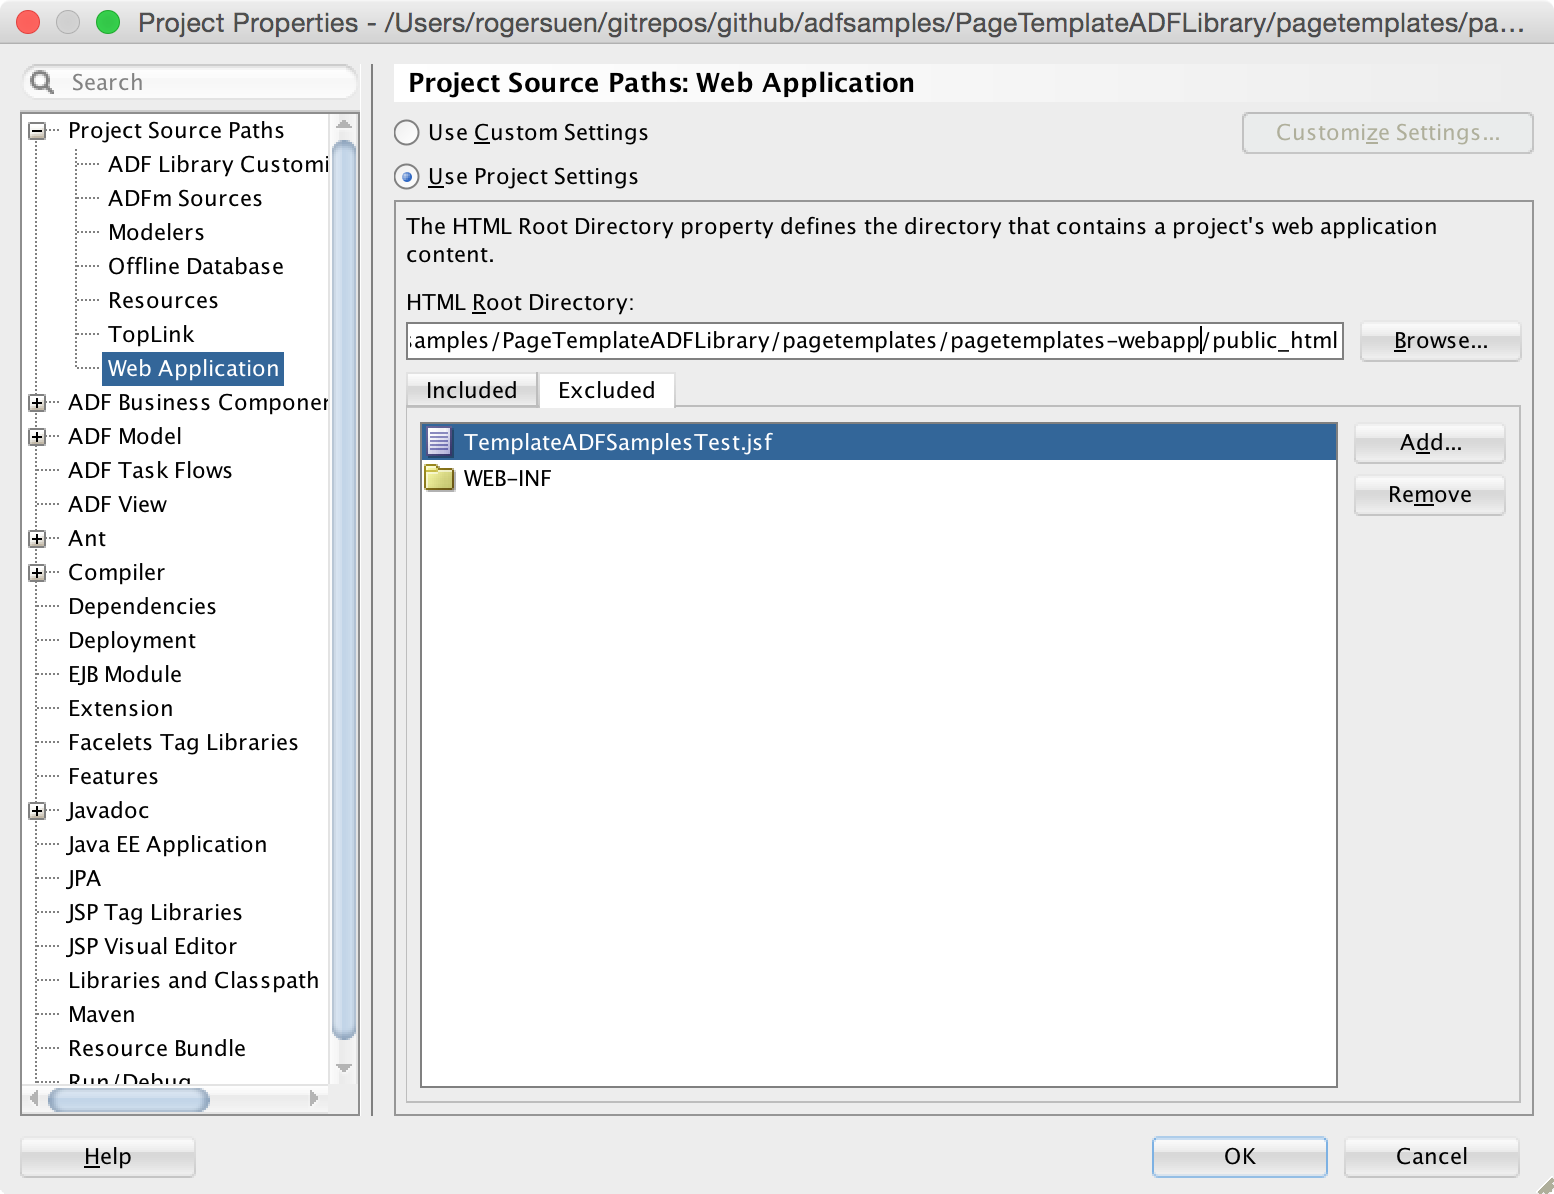 Project Properties - /Users/rogersuen/gitrepos/github/adfsamples/PageTemplateADFLibrary/pagetemplates/pa...
Search
Project Source Paths
ADF Library Customi
ADFm Sources
Modelers
Offline Database
Resources
TopLink
Web Application
ADF Business Componer
ADF Model
ADF Task Flows
ADF View
Ant
Compiler
Dependencies
Deployment
EJB Module
Extension
Facelets Tag Libraries
Features
Javadoc
Java EE Application
JPA
JSP Tag Libraries
JSP Visual Editor
Libraries and Classpath
Maven
Resource Bundle
Run/Debug
Project Source Paths: Web Application
Use Custom Settings
Customize Settings...
Use Project Settings
The HTML Root Directory property defines the directory that contains a project's web application
content.
HTML Root Directory:
samples/PageTemplateADFLibrary/pagetemplates/pagetemplates-webapp/public_html
Browse...
Included
Excluded
TemplateADFSamplesTest.jsf
WEB-INF
Add...
Remove
Help
OK
Cancel